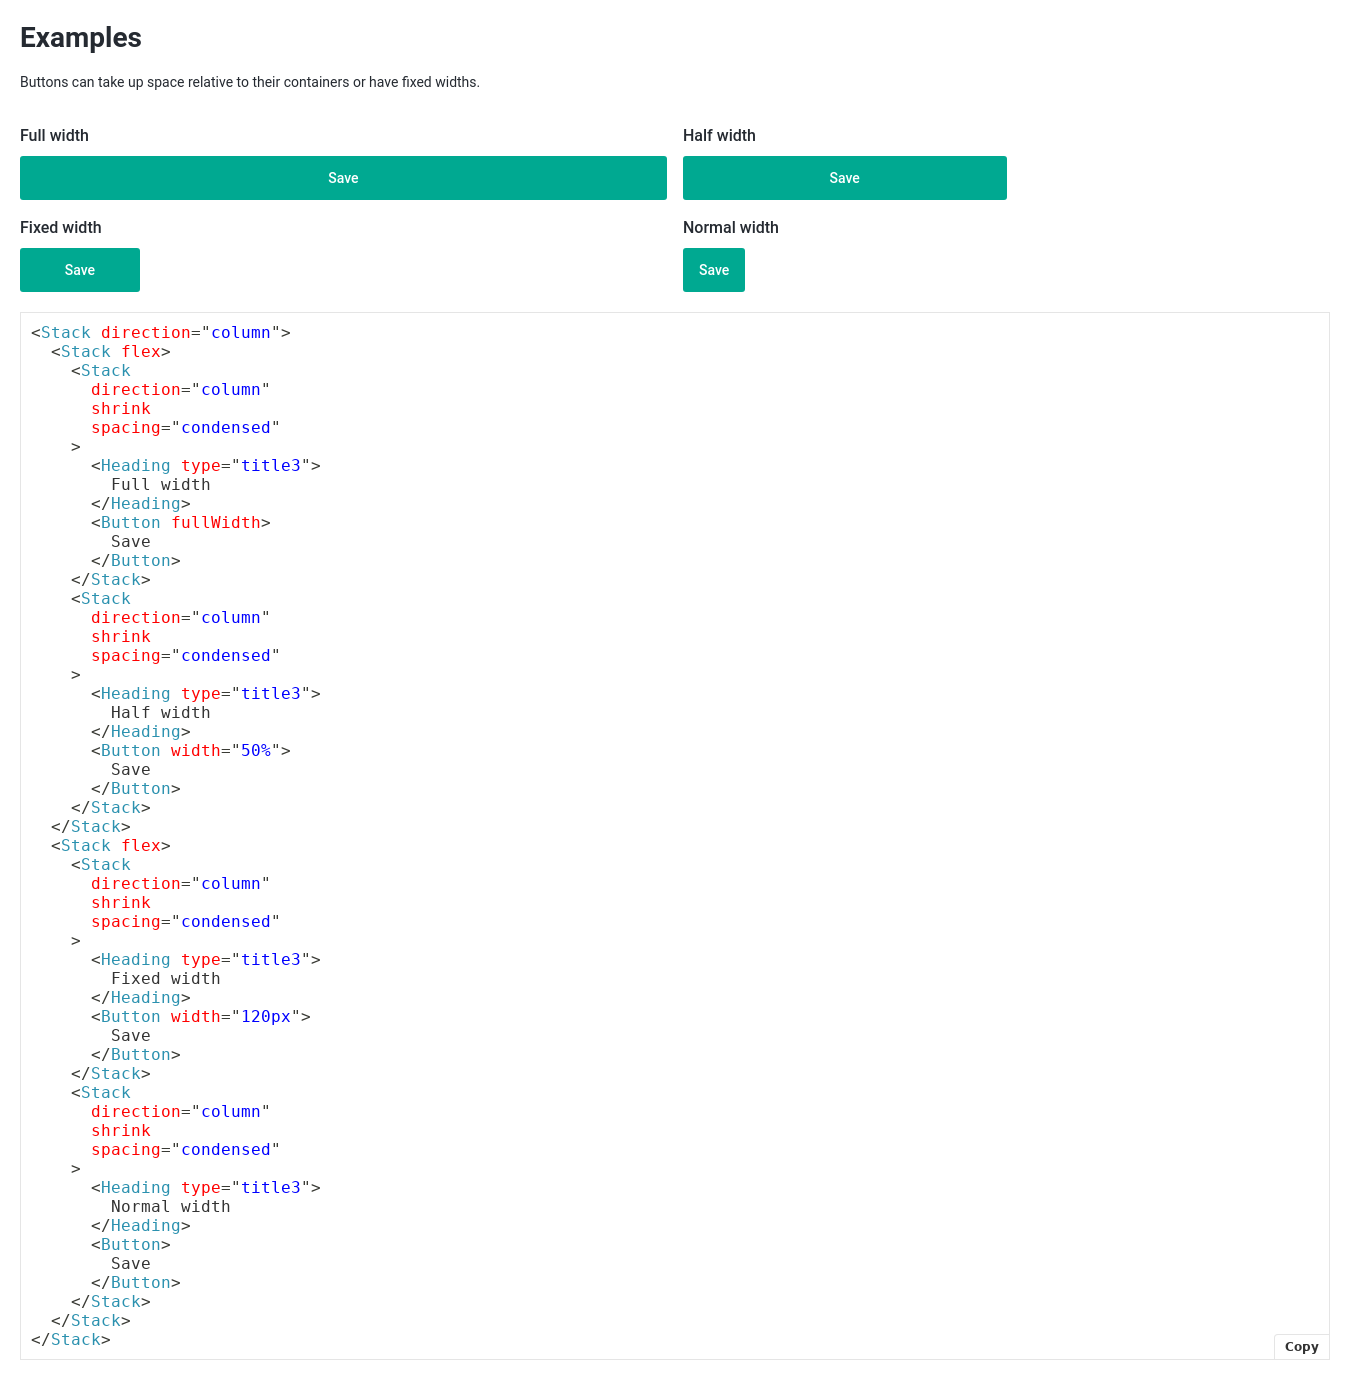 Examples
Buttons can take up space relative to their containers or have fixed widths.
Full width
Half width
Save
Save
Fixed width
Normal width
Save
Save
<Stack direction="column">
  <Stack flex>
    <Stack
      direction="column"
      shrink
      spacing="condensed"
    >
      <Heading type="title3">
        Full width
      </Heading>
      <Button fullWidth>
        Save
      </Button>
    </Stack>
    <Stack
      direction="column"
      shrink
      spacing="condensed"
    >
      <Heading type="title3">
        Half width
      </Heading>
      <Button width="50%">
        Save
      </Button>
    </Stack>
  </Stack>
  <Stack flex>
    <Stack
      direction="column"
      shrink
      spacing="condensed"
    >
      <Heading type="title3">
        Fixed width
      </Heading>
      <Button width="120px">
        Save
      </Button>
    </Stack>
    <Stack
      direction="column"
      shrink
      spacing="condensed"
    >
      <Heading type="title3">
        Normal width
      </Heading>
      <Button>
        Save
      </Button>
    </Stack>
  </Stack>
</Stack>
Copy